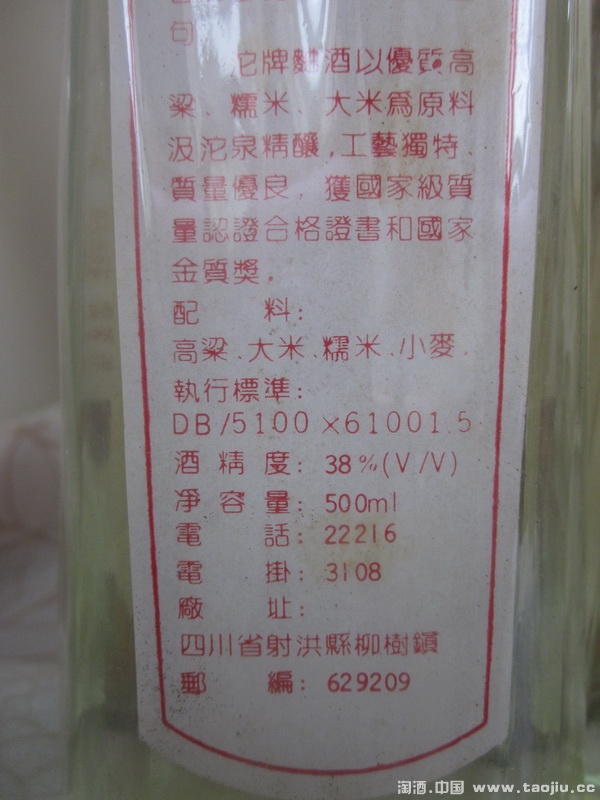 句
沱牌麯酒以優質高
粱、糯米、大米爲原料
汲沱泉精釀,工藝獨特、
質量優良,獲國家級質
量認證合格證書和國家
金質獎.
配 料:
高粱、大米、糯米、小麥.
執行標準:
DB/5100×61001.5
酒精度: 38%(V/V)
凈容量: 500ml
電 話: 22216
電 掛: 3108
廠 址:
四川省射洪縣柳樹鎮
郵 編: 629209
淘酒.中国 www.taojiu.cc